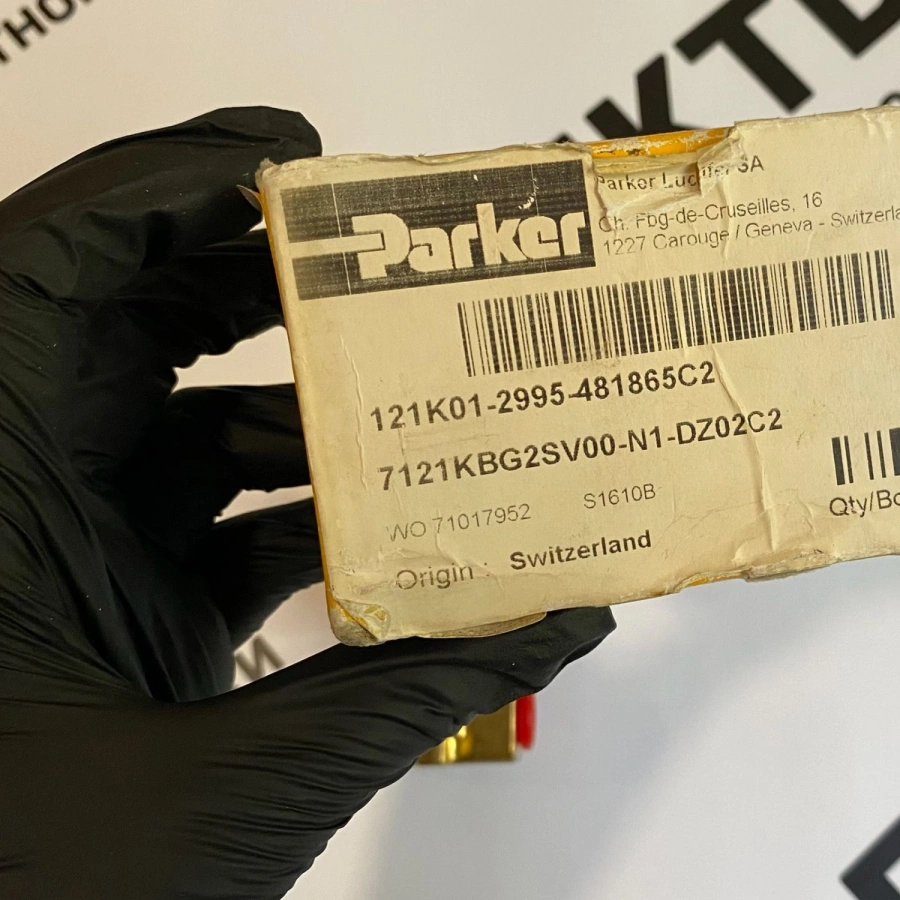 Parker
Parker Lucifer SA
Ch. Fbg-de-Cruseilles, 16
1227 Carouge / Geneva - Switzerla
121K01-2995-481865C2
7121KBG2SV00-N1-DZ02C2
WO 71017952 S1610B
Qty/Bo
Origin : Switzerland